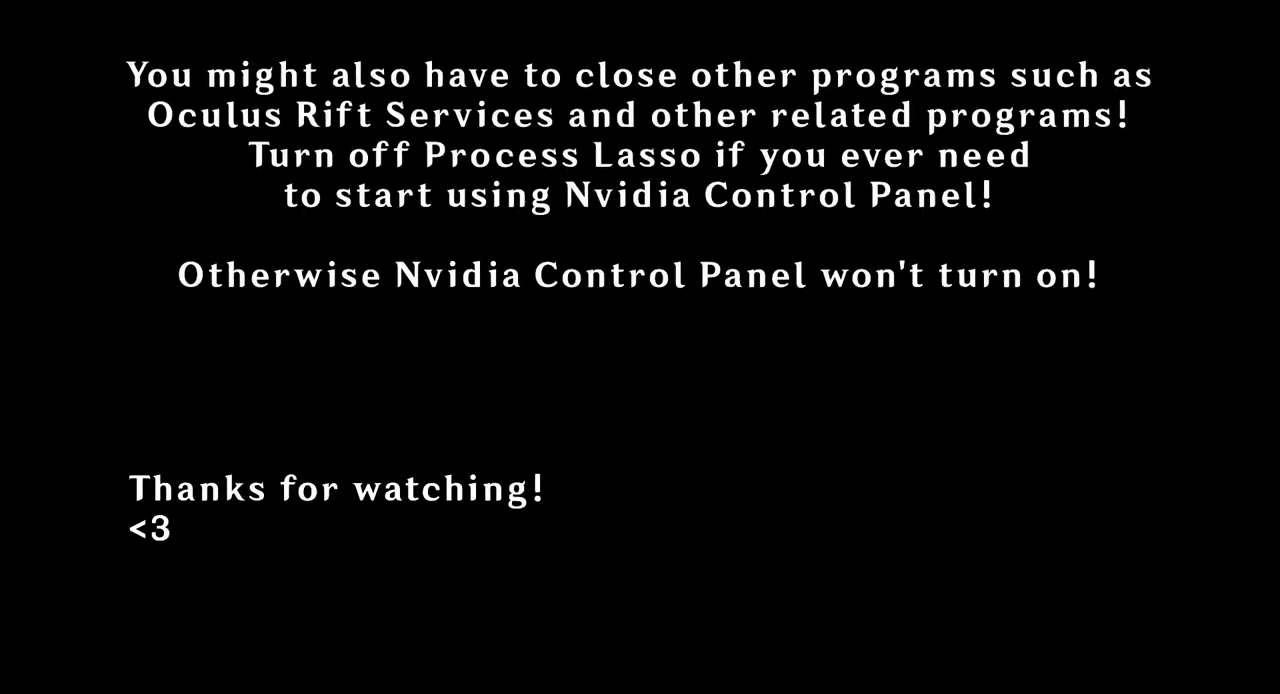 You might also have to close other programs such as
Oculus Rift Services and other related programs!
Turn off Process Lasso if you ever need
to start using Nvidia Control Panel!
Otherwise Nvidia Control Panel won't turn on!
Thanks for watching!
<3